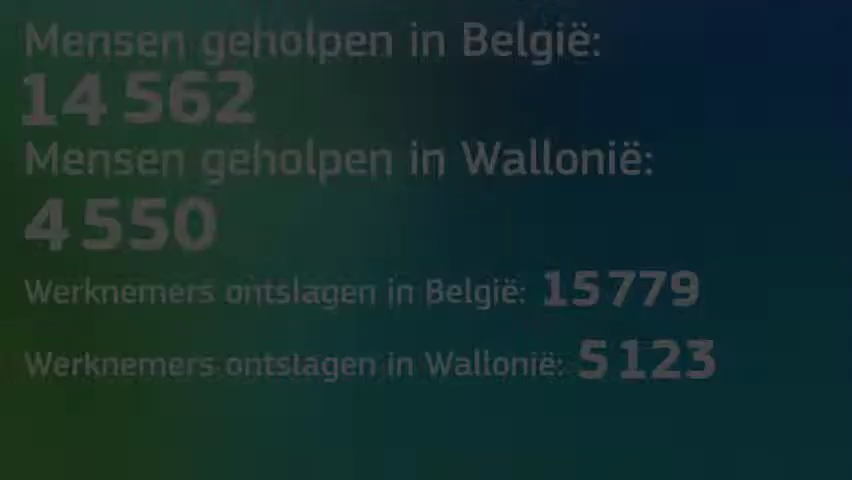 Mensen geholpen in België:
14 562
Mensen geholpen in Wallonië:
4 550
Werknemers ontslagen in België: 15 779
Werknemers ontslagen in Wallonië: 5 123